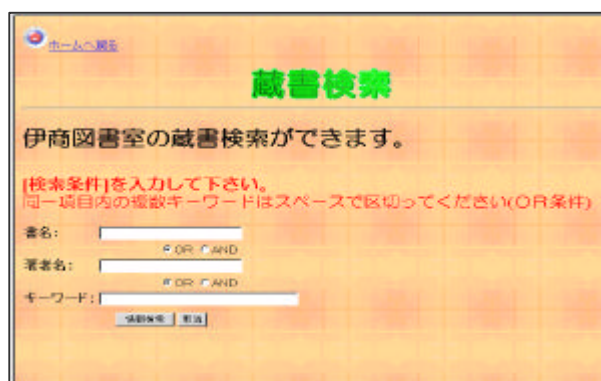 ホームへ戻る
蔵書検索
伊商図書室の蔵書検索ができます。
[検索条件]を入力して下さい。
同一項目内の複数キーワードはスペースで区切ってください(OR条件)
書名:
OR AND
著者名:
OR AND
キーワード: